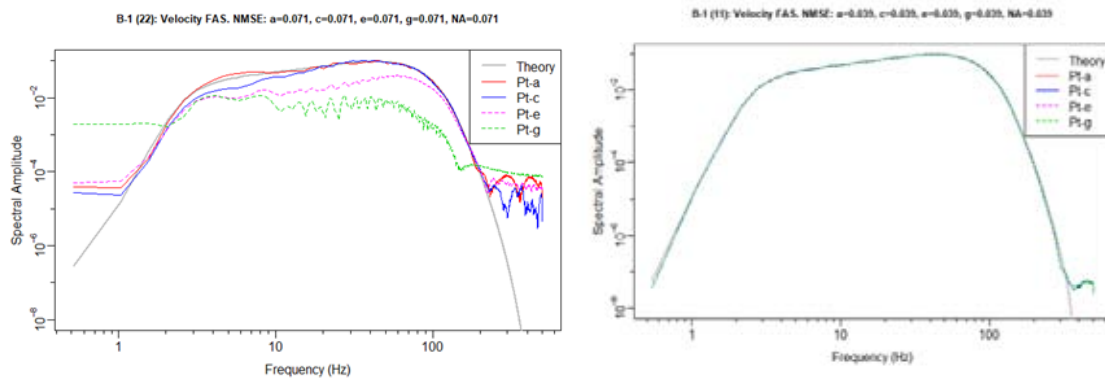 B-1 (22): Velocity FAS. NMSE: a=0.071, c=0.071, e=0.071, g=0.071, NA=0.071
Spectral Amplitude
10⁻²
10⁻⁴
10⁻⁶
10⁻⁸
Theory
Pt-a
Pt-c
Pt-e
Pt-g
1
10
100
Frequency (Hz)
B-1 (11): Velocity FAS. NMSE: a=0.039, c=0.039, e=0.039, g=0.039, NA=0.039
Spectral Amplitude
10⁻²
10⁻⁴
10⁻⁶
10⁻⁸
Theory
Pt-a
Pt-c
Pt-e
Pt-g
1
10
100
Frequency (Hz)